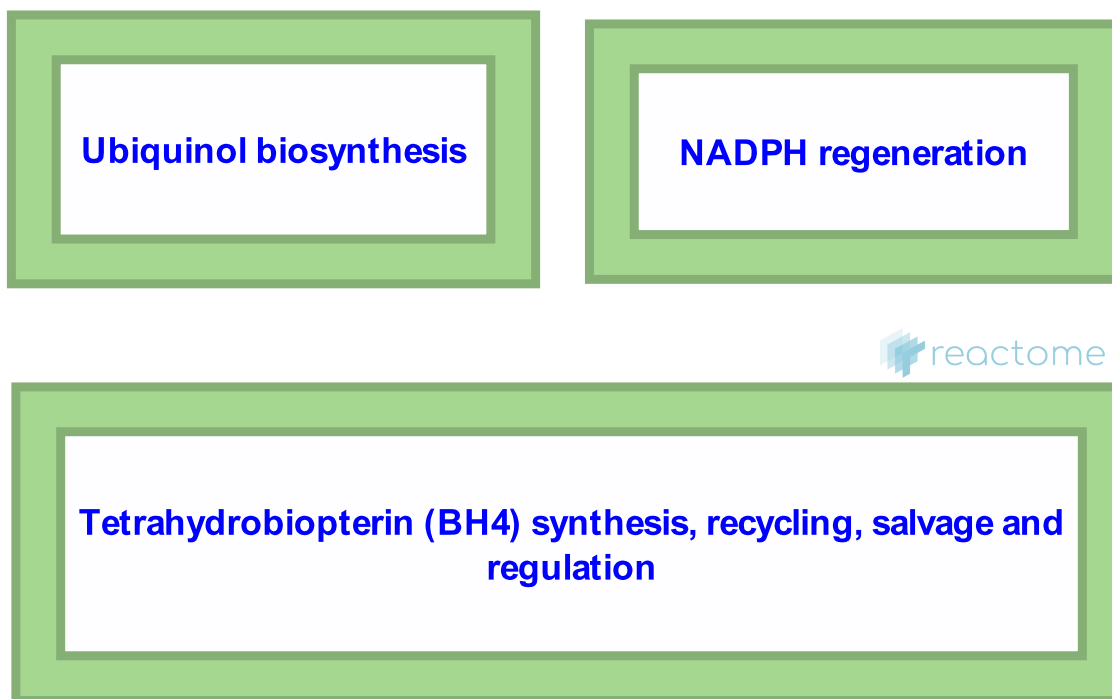 Ubiquinol biosynthesis
NADPH regeneration
reactome
Tetrahydrobiopterin (BH4) synthesis, recycling, salvage and
regulation